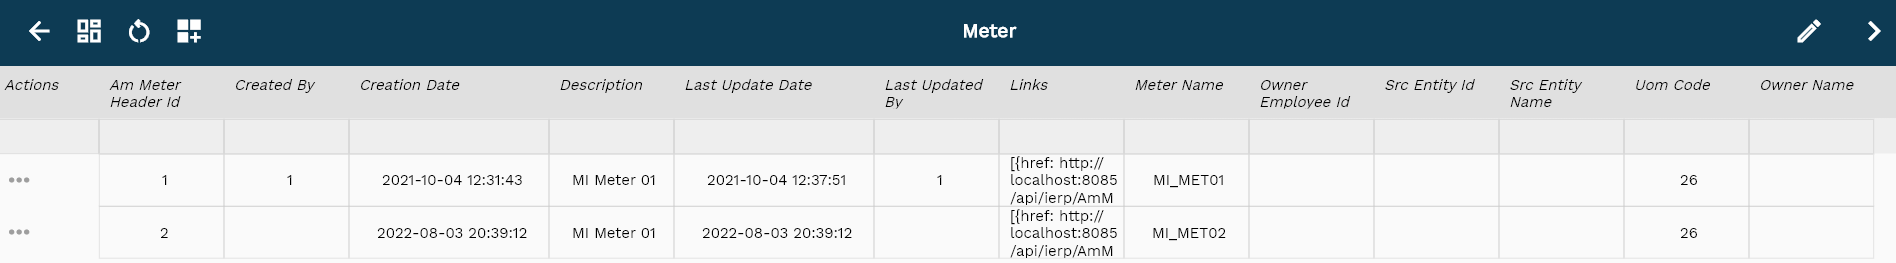 Meter
Actions Am Meter Header Id Created By Creation Date Description Last Update Date Last Updated By Links Meter Name Owner Employee Id Src Entity Id Src Entity Name Uom Code Owner Name
1 1 2021-10-04 12:31:43 MI Meter 01 2021-10-04 12:37:51 1 [{href: http://localhost:8085/api/ierp/AmM MI_MET01 26
2 2022-08-03 20:39:12 MI Meter 01 2022-08-03 20:39:12 [{href: http://localhost:8085/api/ierp/AmM MI_MET02 26